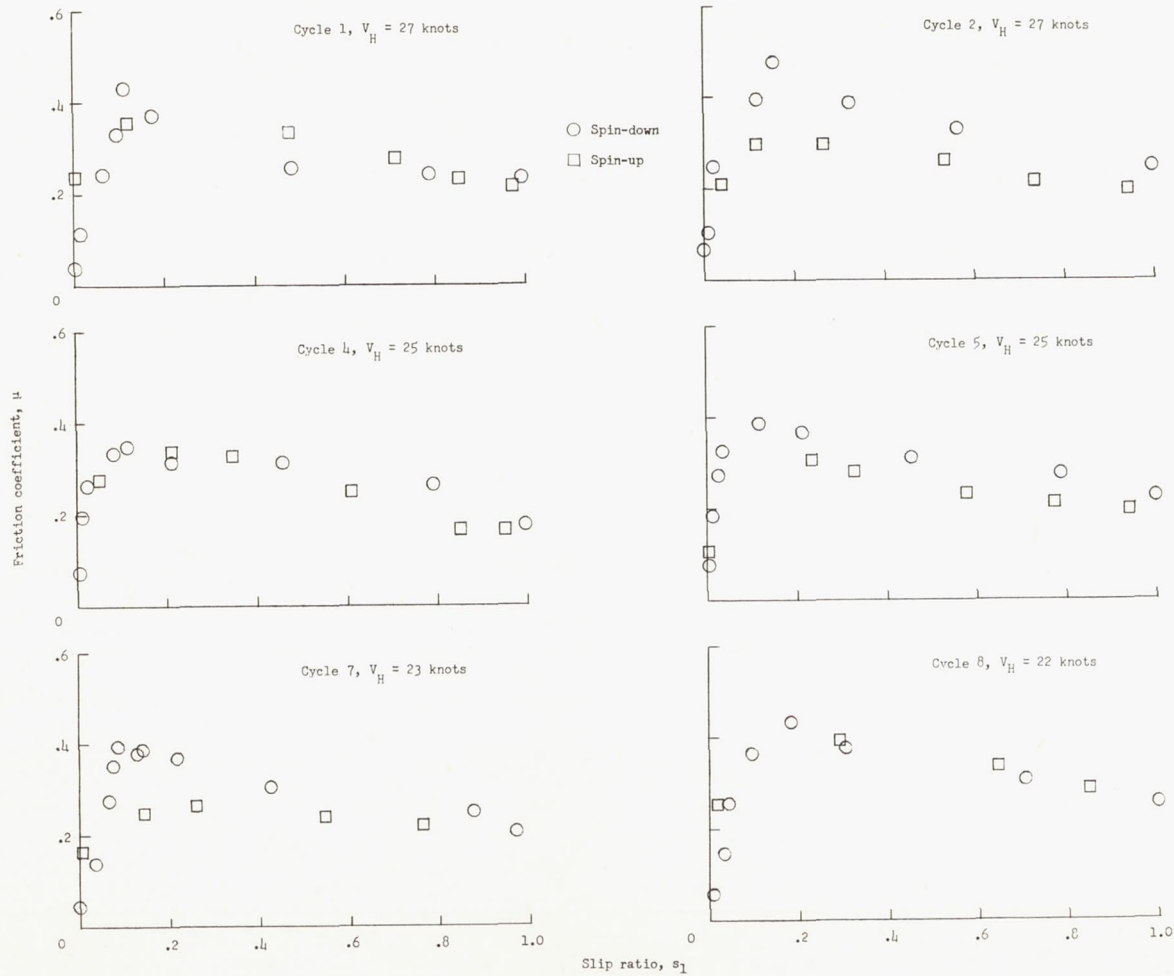 Cycle 1, V_H = 27 knots
Cycle 2, V_H = 27 knots
.6
.4
.2
0
○ Spin-down
□ Spin-up
Cycle 4, V_H = 25 knots
Cycle 5, V_H = 25 knots
.6
.4
.2
0
Friction coefficient, μ
Cycle 7, V_H = 23 knots
Cycle 8, V_H = 22 knots
.6
.4
.2
0
.2
.4
.6
.8
1.0
0
.2
.4
.6
.8
1.0
Slip ratio, s₁